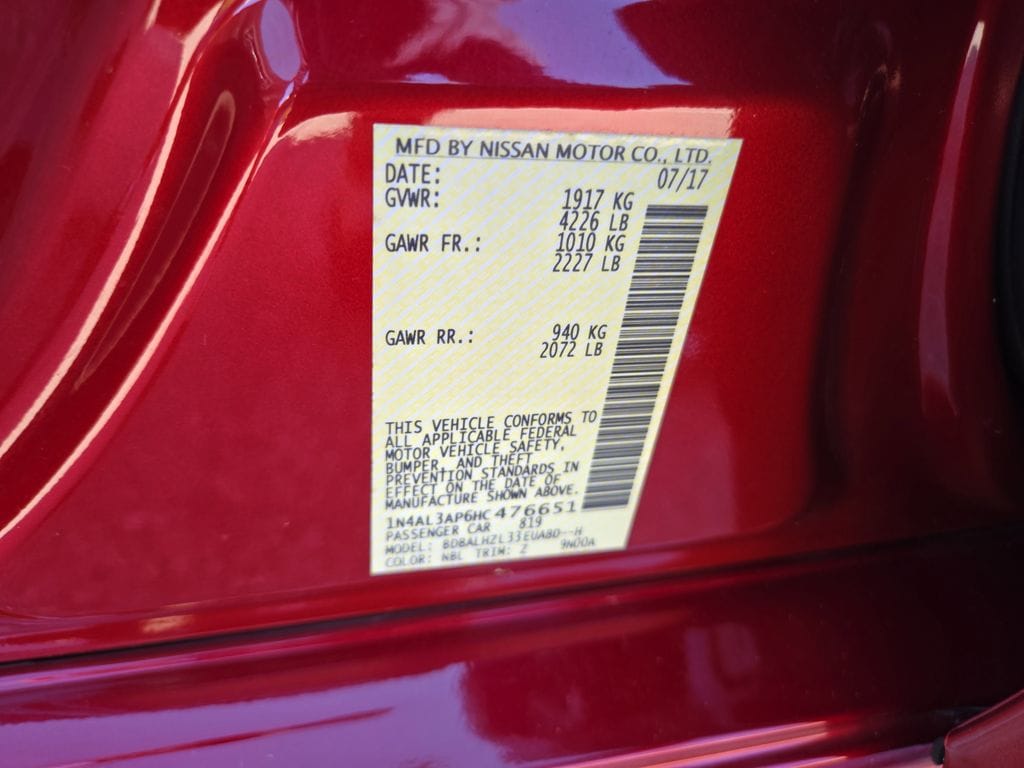 MFD BY NISSAN MOTOR CO., LTD.
DATE: 07/17
GVWR: 1917 KG
4226 LB
GAWR FR.: 1010 KG
2227 LB
GAWR RR.: 940 KG
2072 LB
THIS VEHICLE CONFORMS TO
ALL APPLICABLE FEDERAL
MOTOR VEHICLE SAFETY,
BUMPER, AND THEFT
PREVENTION STANDARDS IN
EFFECT ON THE DATE OF
MANUFACTURE SHOWN ABOVE.
1N4AL3AP6HC476651
PASSENGER CAR 819
MODEL: BDBALHZL33EUABD--H
COLOR: NBL TRIM: Z 9N00A